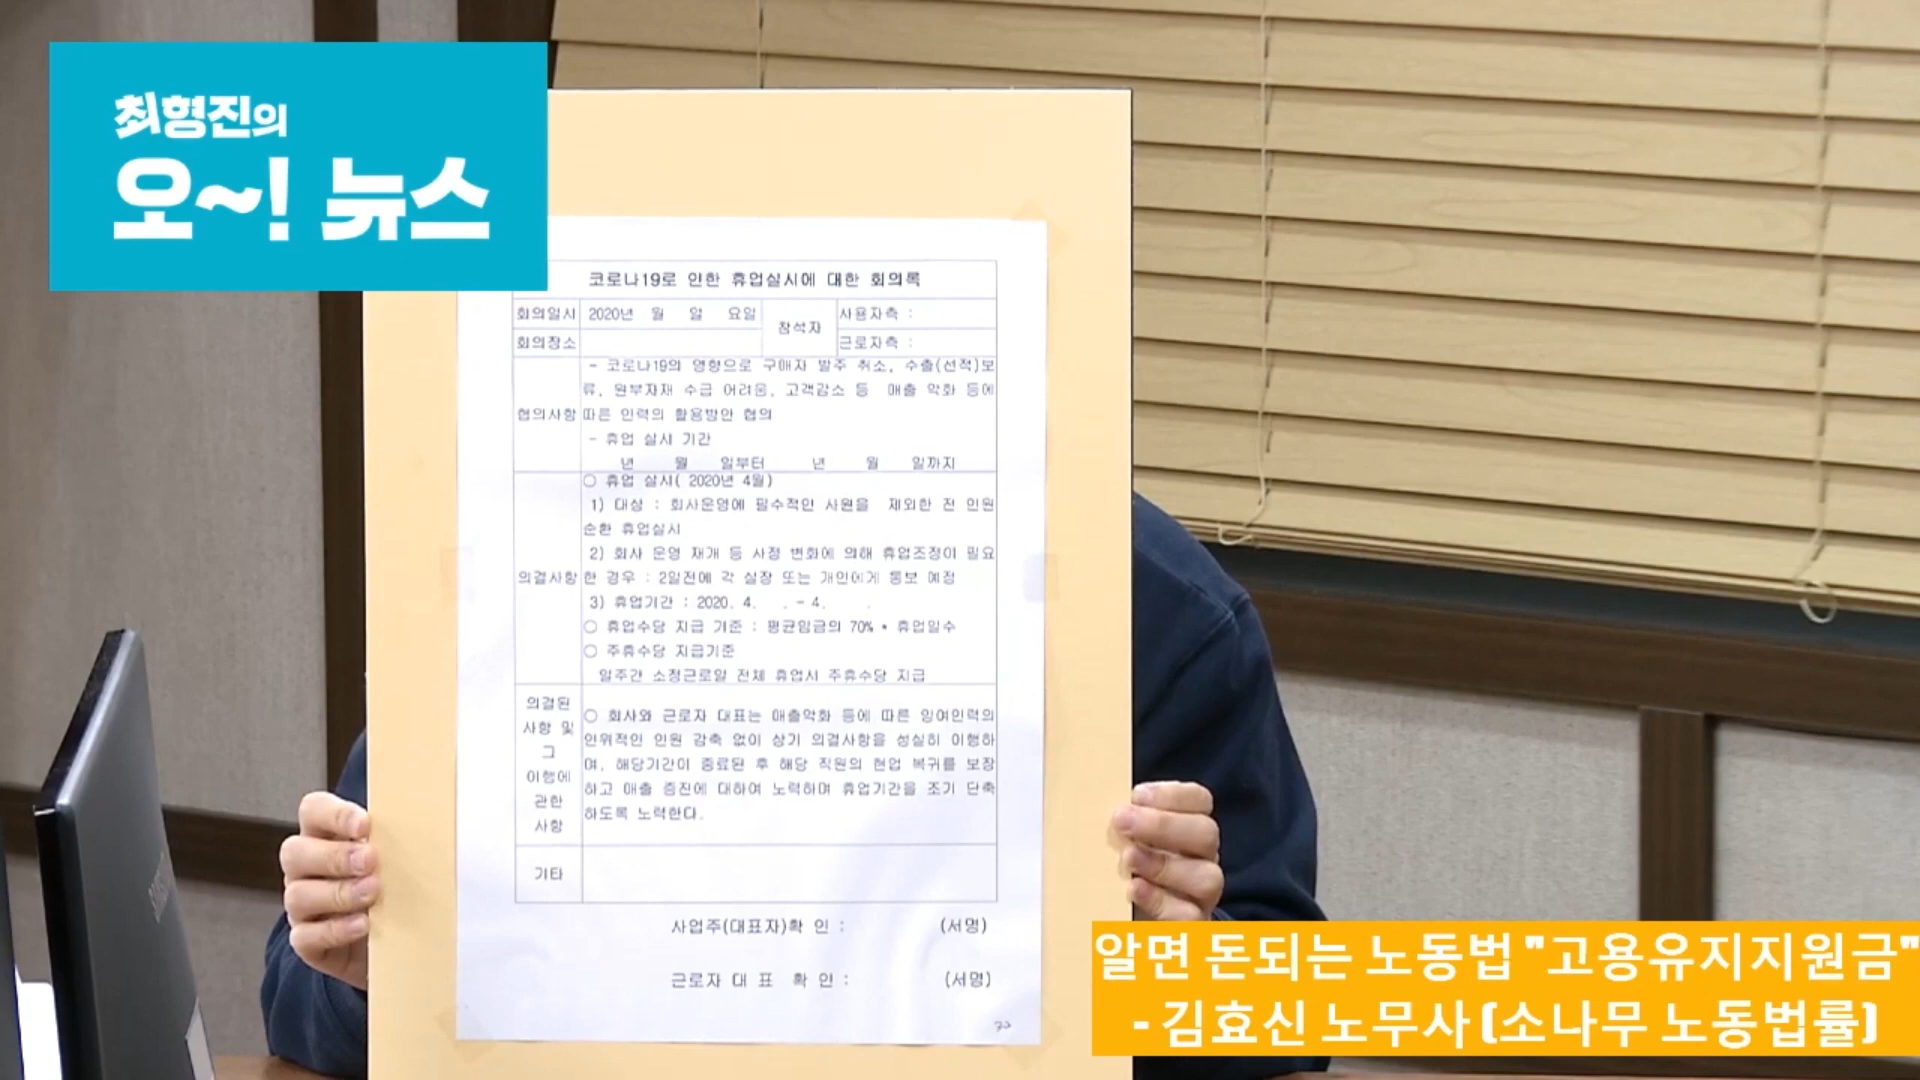 최형진의
오~! 뉴스
코로나19로 인한 휴업실시에 대한 회의록
회의일시 2020년 월 일 요일 참석자 사용자측 :
회의장소 근로자측 :
- 코로나19의 영향으로 구매자 발주 취소, 수출(선적)보
류, 원부자재 수급 어려움, 고객감소 등 매출 악화 등에
협의사항 따른 인력의 활용방안 협의
- 휴업 실시 기간
년 월 일부터 년 월 일까지
○ 휴업 실시( 2020년 4월)
1) 대상 : 회사운영에 필수적인 사원을 제외한 전 인원
순환 휴업실시
2) 회사 운영 재개 등 사정 변화에 의해 휴업조정이 필요
의결사항 한 경우 : 2일전에 각 실장 또는 개인에게 통보 예정
3) 휴업기간 : 2020. 4. . - 4. .
○ 휴업수당 지급 기준 : 평균임금의 70% * 휴업일수
○ 주휴수당 지급기준
일주간 소정근로일 전체 휴업시 주휴수당 지급
의결된
사항 및
그
이행에
관한
사항
○ 회사와 근로자 대표는 매출악화 등에 따른 잉여인력의
인위적인 인원 감축 없이 상기 의결사항을 성실히 이행하
며, 해당기간이 종료된 후 해당 직원의 현업 복귀를 보장
하고 매출 증진에 대하여 노력하며 휴업기간을 조기 단축
하도록 노력한다.
기타
사업주(대표자)확 인 : (서명)
근로자 대 표 확 인 : (서명)
알면 돈되는 노동법 "고용유지지원금"
- 김효신 노무사 (소나무 노동법률)